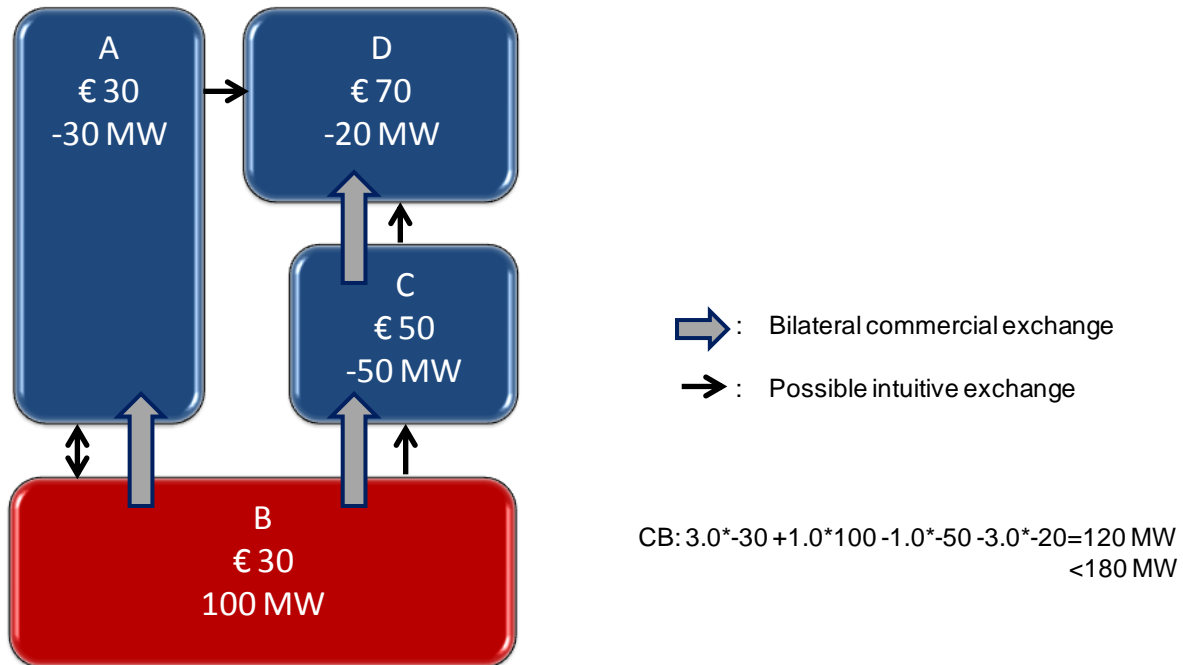 A
€ 30
-30 MW
D
€ 70
-20 MW
C
€ 50
-50 MW
B
€ 30
100 MW
: Bilateral commercial exchange
: Possible intuitive exchange
CB: 3.0*-30 +1.0*100 -1.0*-50 -3.0*-20=120 MW
<180 MW